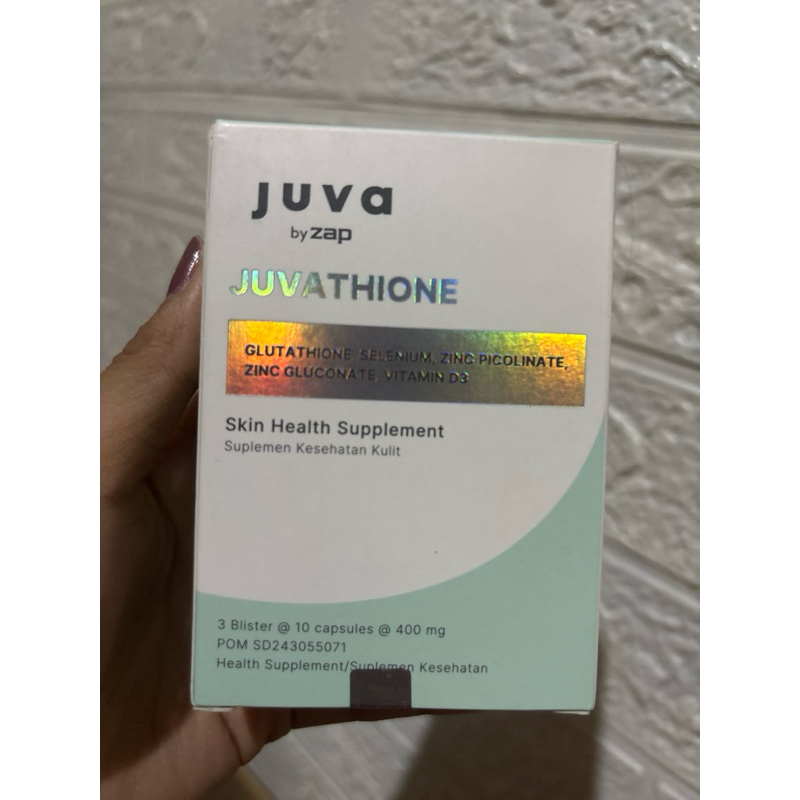 juva
by zap
JUVATHIONE
GLUTATHIONE, SELENIUM, ZINC PICOLINATE,
ZINC GLUCONATE, VITAMIN D3
Skin Health Supplement
Suplemen Kesehatan Kulit
3 Blister @ 10 capsules @ 400 mg
POM SD243055071
Health Supplement/Suplemen Kesehatan